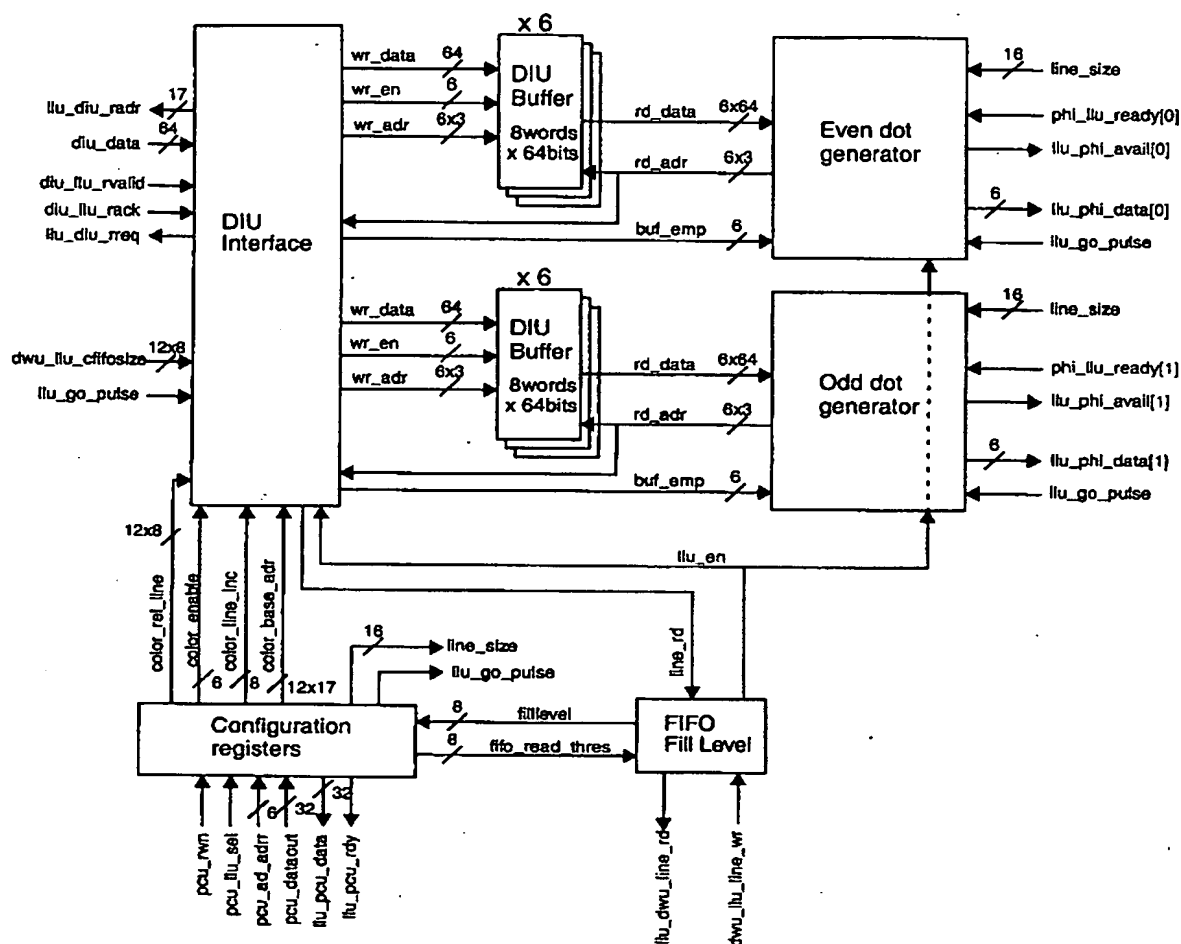 x 6
wr_data
64
DIU
Buffer
8words
x 64bits
wr_en
6
wr_adr
6x3
llu_diu_radr
17
diu_data
64
diu_llu_rvalid
diu_llu_rack
llu_diu_rreq
DIU
Interface
rd_data
6x64
rd_adr
6x3
buf_emp
6
Even dot
generator
16
line_size
phi_llu_ready[0]
llu_phi_avail[0]
6
llu_phi_data[0]
llu_go_pulse
x 6
wr_data
64
DIU
Buffer
8words
x 64bits
wr_en
6
wr_adr
6x3
dwu_llu_cfifosize
12x8
llu_go_pulse
rd_data
6x64
rd_adr
6x3
buf_emp
6
Odd dot
generator
16
line_size
phi_llu_ready[1]
llu_phi_avail[1]
6
llu_phi_data[1]
llu_go_pulse
llu_en
12x8
color_rel_line
color_enable
6
color_line_inc
8
color_base_adr
12x17
16
line_size
llu_go_pulse
line_rd
Configuration
registers
8
filllevel
8
fifo_read_thres
FIFO
Fill Level
pcu_rwn
pcu_llu_sel
pcu_ad_adrr
6
pcu_dataout
32
llu_pcu_data
32
llu_pcu_rdy
llu_dwu_line_rd
dwu_llu_line_wr